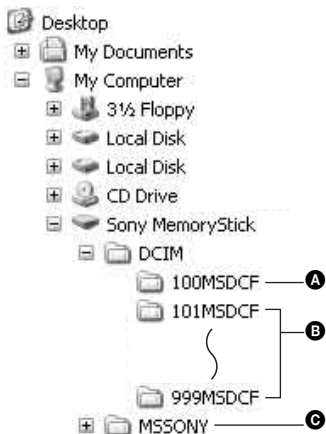 Desktop
My Documents
My Computer
3½ Floppy
Local Disk
Local Disk
CD Drive
Sony MemoryStick
DCIM
100MSDCF A
101MSDCF
B
999MSDCF
MSSONY C